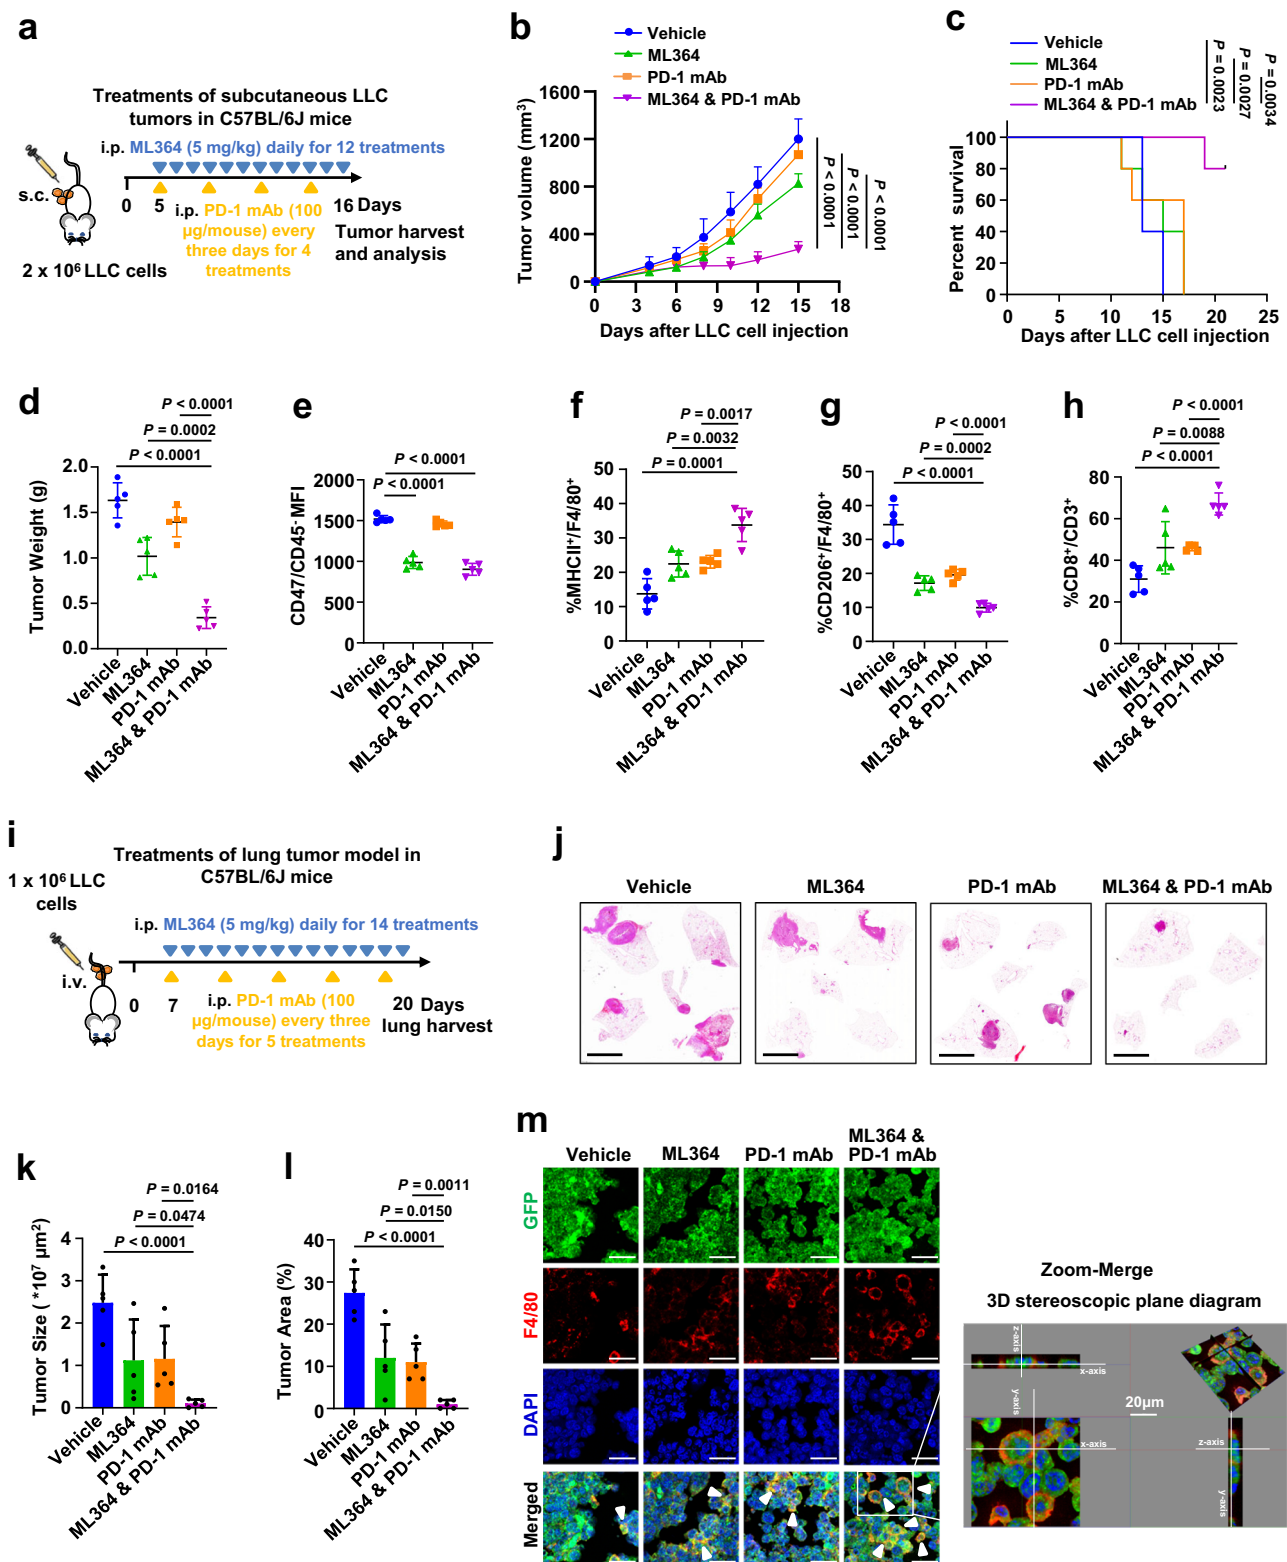 a
Treatments of subcutaneous LLC
tumors in C57BL/6J mice
i.p. ML364 (5 mg/kg) daily for 12 treatments
s.c.
0
5
i.p. PD-1 mAb (100
µg/mouse) every
three days for 4
treatments
16 Days
Tumor harvest
and analysis
2 x 10⁶ LLC cells
b
Vehicle
ML364
PD-1 mAb
ML364 & PD-1 mAb
Tumor volume (mm³)
1600
1200
800
400
0
0 3 6 9 12 15 18
Days after LLC cell injection
P < 0.0001
P < 0.0001
P < 0.0001
c
Vehicle
ML364
PD-1 mAb
ML364 & PD-1 mAb
P = 0.0023
P = 0.0027
P = 0.0034
Percent survival
100
80
60
40
20
0
0 5 10 15 20 25
Days after LLC cell injection
d
P < 0.0001
P = 0.0002
P < 0.0001
Tumor Weight (g)
2.0
1.5
1.0
0.5
0.0
Vehicle
ML364
PD-1 mAb
ML364 & PD-1 mAb
e
P < 0.0001
P < 0.0001
CD47/CD45⁻ MFI
2000
1500
1000
500
0
Vehicle
ML364
PD-1 mAb
ML364 & PD-1 mAb
f
P = 0.0017
P = 0.0032
P = 0.0001
%MHCII⁺/F4/80⁺
50
40
30
20
10
0
Vehicle
ML364
PD-1 mAb
ML364 & PD-1 mAb
g
P < 0.0001
P = 0.0002
P < 0.0001
%CD206⁺/F4/80⁺
50
40
30
20
10
0
Vehicle
ML364
PD-1 mAb
ML364 & PD-1 mAb
h
P < 0.0001
P = 0.0088
P < 0.0001
%CD8⁺/CD3⁺
80
60
40
20
0
Vehicle
ML364
PD-1 mAb
ML364 & PD-1 mAb
i
Treatments of lung tumor model in
C57BL/6J mice
1 x 10⁶ LLC
cells
i.p. ML364 (5 mg/kg) daily for 14 treatments
i.v.
0
7
i.p. PD-1 mAb (100
µg/mouse) every three
days for 5 treatments
20 Days
lung harvest
j
Vehicle
ML364
PD-1 mAb
ML364 & PD-1 mAb
k
P = 0.0164
P = 0.0474
P < 0.0001
Tumor Size ( *10⁷ µm²)
4
3
2
1
0
Vehicle
ML364
PD-1 mAb
ML364 & PD-1 mAb
l
P = 0.0011
P = 0.0150
P < 0.0001
Tumor Area (%)
40
30
20
10
0
Vehicle
ML364
PD-1 mAb
ML364 & PD-1 mAb
m
Vehicle
ML364
PD-1 mAb
ML364 &
PD-1 mAb
GFP
F4/80
DAPI
Merged
Zoom-Merge
3D stereoscopic plane diagram
z-axis
x-axis
y-axis
20µm
x-axis
z-axis
y-axis